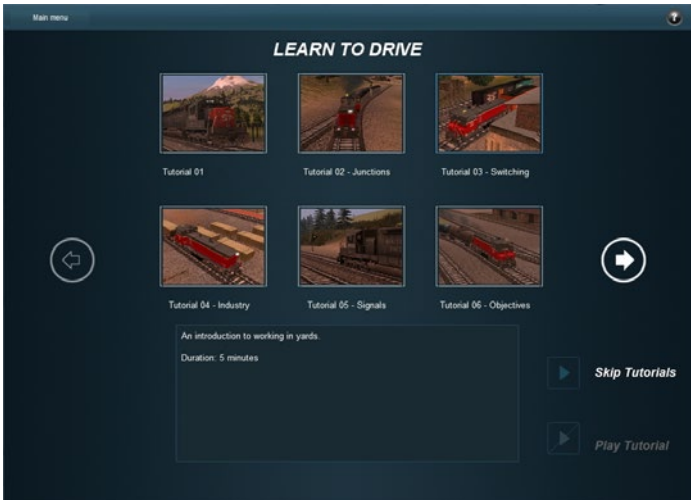 Main menu
LEARN TO DRIVE
Tutorial 01
Tutorial 02 - Junctions
Tutorial 03 - Switching
Tutorial 04 - Industry
Tutorial 05 - Signals
Tutorial 06 - Objectives
An introduction to working in yards.
Duration: 5 minutes
Skip Tutorials
Play Tutorial